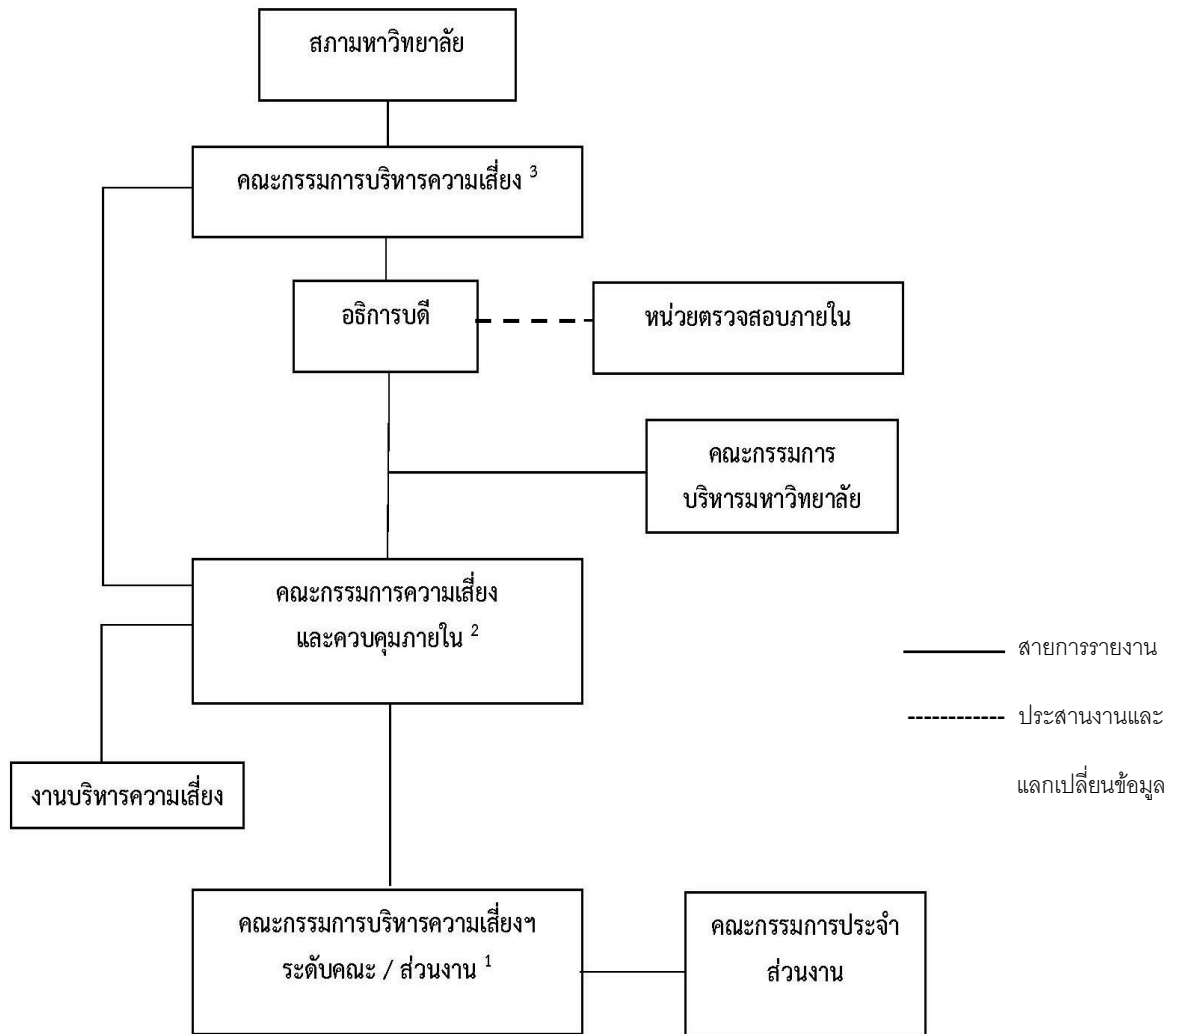 สภามหาวิทยาลัย
คณะกรรมการบริหารความเสี่ยง 3
อธิการบดี
หน่วยตรวจสอบภายใน
คณะกรรมการ
บริหารมหาวิทยาลัย
คณะกรรมการความเสี่ยง
และควบคุมภายใน 2
สายการรายงาน
ประสานงานและ
แลกเปลี่ยนข้อมูล
งานบริหารความเสี่ยง
คณะกรรมการบริหารความเสี่ยงฯ
ระดับคณะ / ส่วนงาน 1
คณะกรรมการประจำ
ส่วนงาน